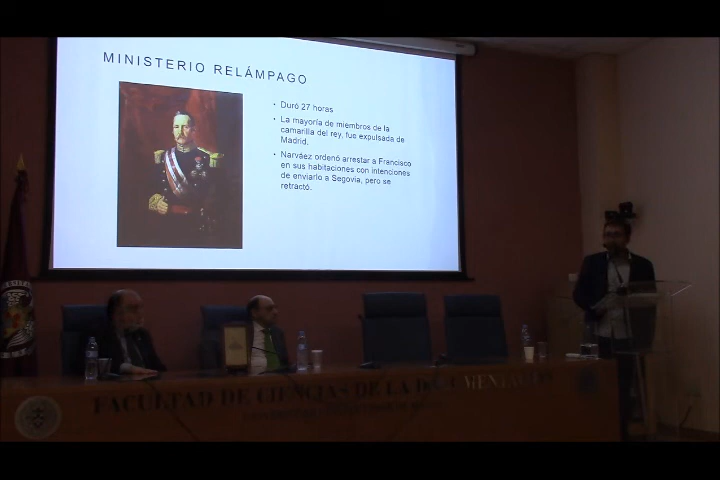 MINISTERIO RELÁMPAGO
• Duró 27 horas
• La mayoría de miembros de la
camarilla del rey, fue expulsada de
Madrid.
• Narváez ordenó arrestar a Francisco
en sus habitaciones con intenciones
de enviarlo a Segovia, pero se
retractó.
FACULTAD DE CIENCIAS DE LA DOCUMENTACIÓN